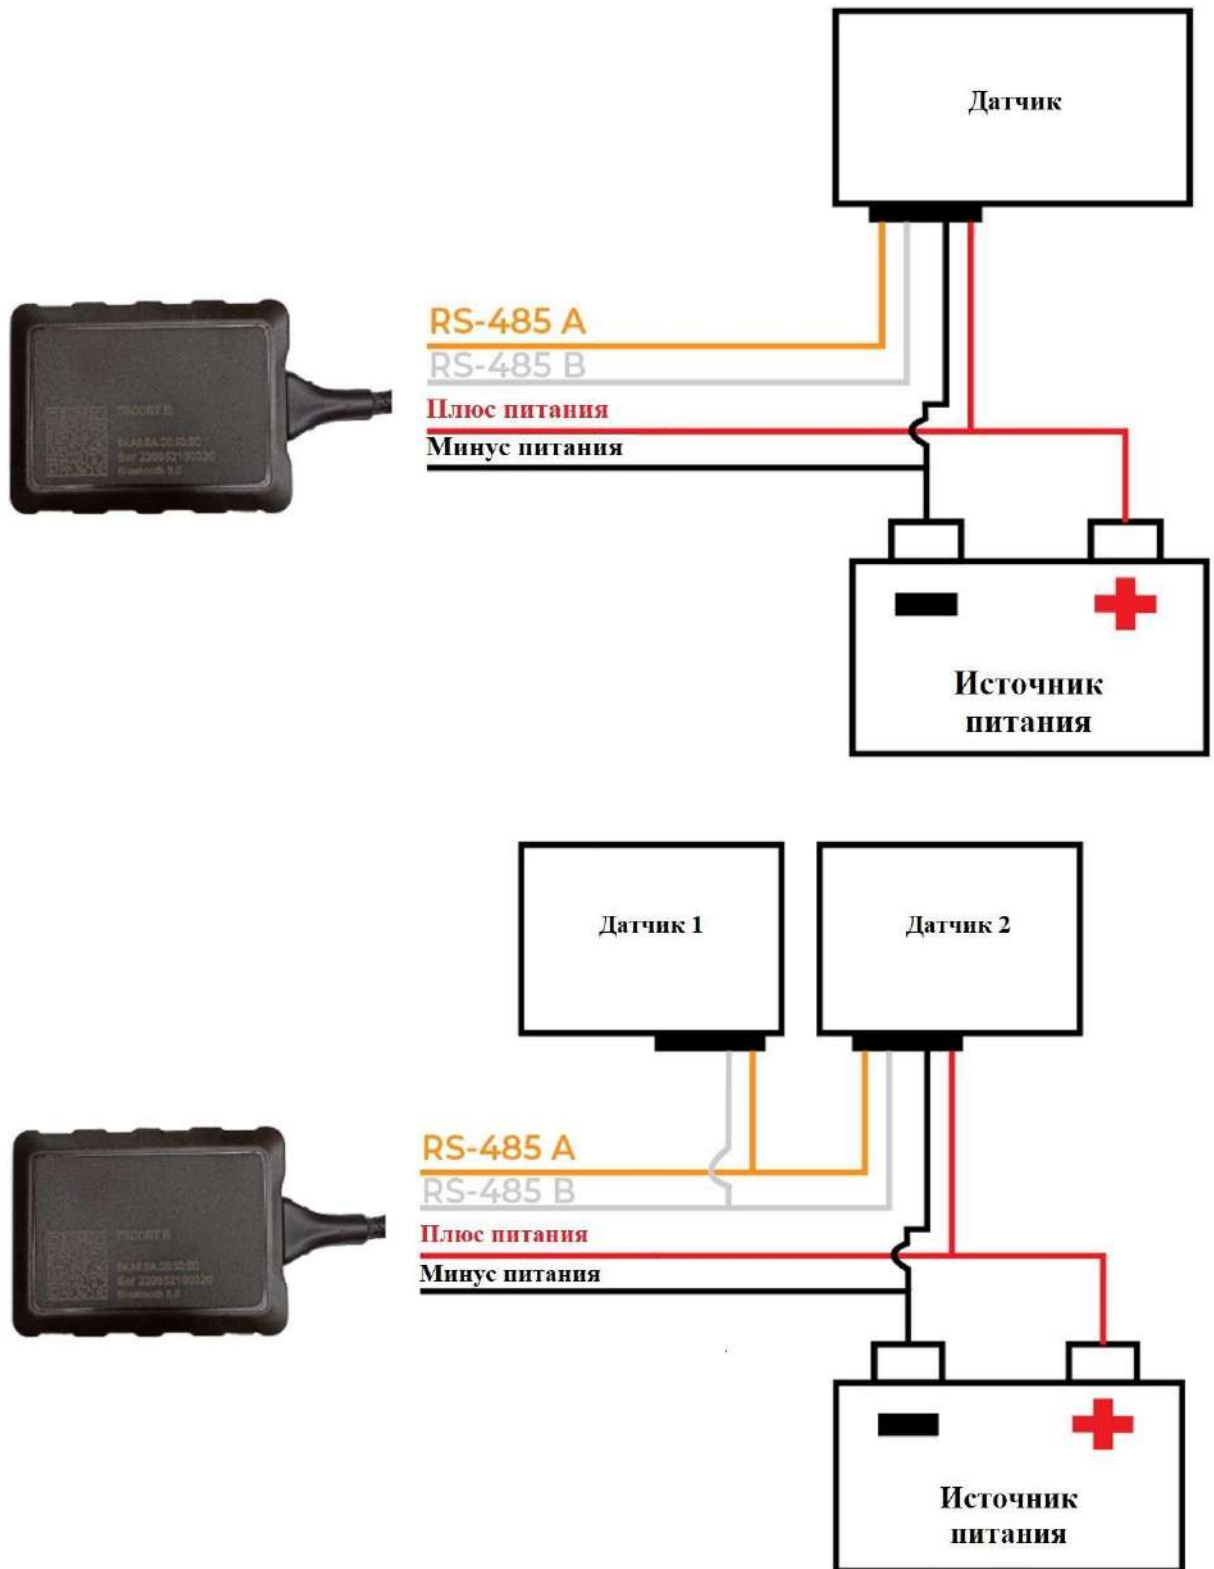 Датчик
RS-485 A
RS-485 B
Плюс питания
Минус питания
Источник
питания
Датчик 1
Датчик 2
RS-485 A
RS-485 B
Плюс питания
Минус питания
Источник
питания